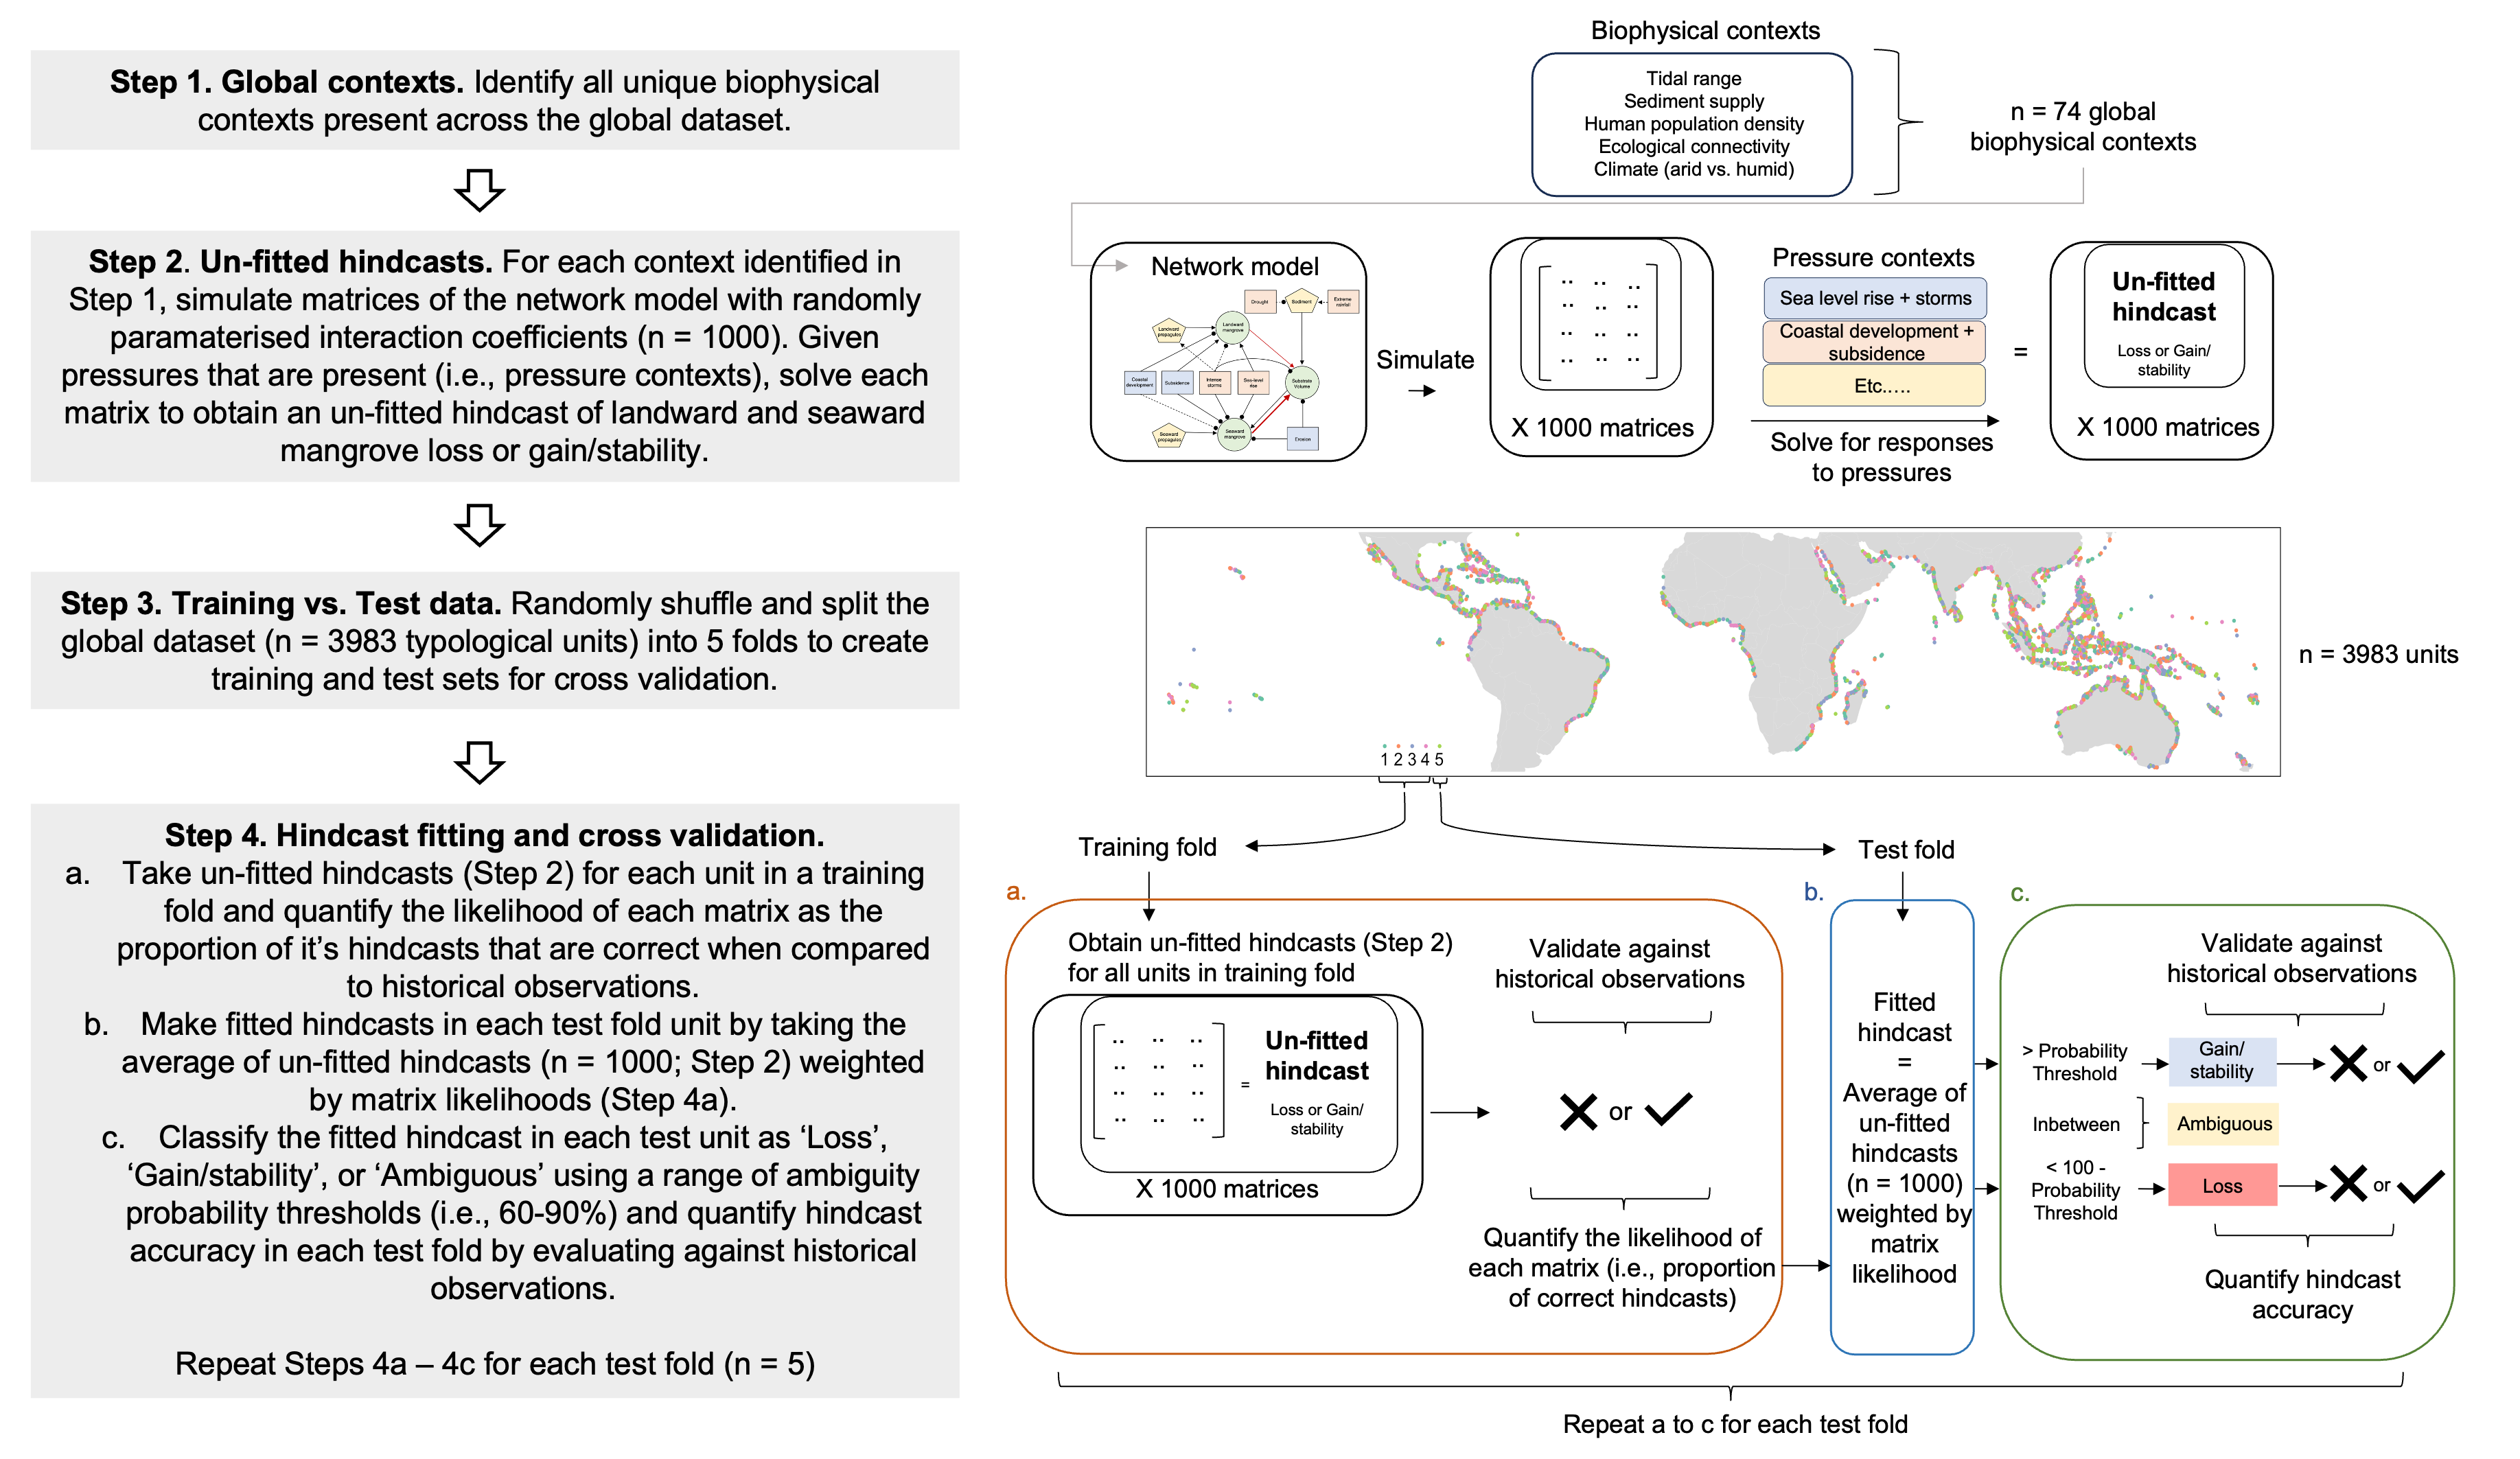 Step 1. Global contexts. Identify all unique biophysical
contexts present across the global dataset.
Step 2. Un-fitted hindcasts. For each context identified in
Step 1, simulate matrices of the network model with randomly
paramaterised interaction coefficients (n = 1000). Given
pressures that are present (i.e., pressure contexts), solve each
matrix to obtain an un-fitted hindcast of landward and seaward
mangrove loss or gain/stability.
Step 3. Training vs. Test data. Randomly shuffle and split the
global dataset (n = 3983 typological units) into 5 folds to create
training and test sets for cross validation.
Step 4. Hindcast fitting and cross validation.
a. Take un-fitted hindcasts (Step 2) for each unit in a training
fold and quantify the likelihood of each matrix as the
proportion of it’s hindcasts that are correct when compared
to historical observations.
b. Make fitted hindcasts in each test fold unit by taking the
average of un-fitted hindcasts (n = 1000; Step 2) weighted
by matrix likelihoods (Step 4a).
c. Classify the fitted hindcast in each test unit as ‘Loss’,
‘Gain/stability’, or ‘Ambiguous’ using a range of ambiguity
probability thresholds (i.e., 60-90%) and quantify hindcast
accuracy in each test fold by evaluating against historical
observations.
Repeat Steps 4a – 4c for each test fold (n = 5)
Biophysical contexts
Tidal range
Sediment supply
Human population density
Ecological connectivity
Climate (arid vs. humid)
n = 74 global
biophysical contexts
Network model
Drought
Sediment
Extreme
rainfall
Landward
propagules
Landward
mangrove
Coastal
development
Subsidence
Intense
storms
Sea-level
rise
Substrate
Volume
Seaward
propagules
Seaward
mangrove
Erosion
Simulate
X 1000 matrices
Pressure contexts
Sea level rise + storms
Coastal development +
subsidence
Etc.....
Solve for responses
to pressures
=
Un-fitted
hindcast
Loss or Gain/
stability
X 1000 matrices
1 2 3 4 5
n = 3983 units
Training fold
Test fold
a.
Obtain un-fitted hindcasts (Step 2)
for all units in training fold
=
Un-fitted
hindcast
Loss or Gain/
stability
X 1000 matrices
Validate against
historical observations
or
Quantify the likelihood of
each matrix (i.e., proportion
of correct hindcasts)
b.
Fitted
hindcast
=
Average of
un-fitted
hindcasts
(n = 1000)
weighted by
matrix
likelihood
c.
Validate against
historical observations
> Probability
Threshold
Gain/
stability
or
Inbetween
Ambiguous
< 100 -
Probability
Threshold
Loss
or
Quantify hindcast
accuracy
Repeat a to c for each test fold